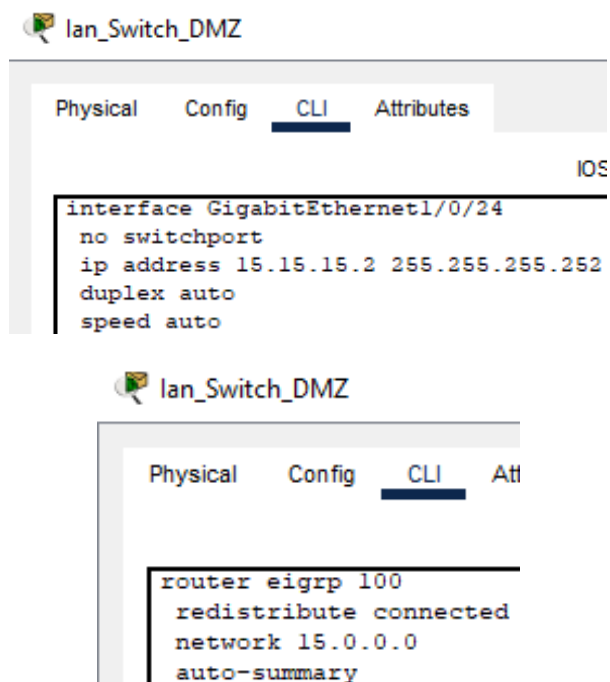 lan_Switch_DMZ
Physical Config CLI Attributes
IOS
interface GigabitEthernet1/0/24
no switchport
ip address 15.15.15.2 255.255.255.252
duplex auto
speed auto
lan_Switch_DMZ
Physical Config CLI Att
router eigrp 100
redistribute connected
network 15.0.0.0
auto-summary